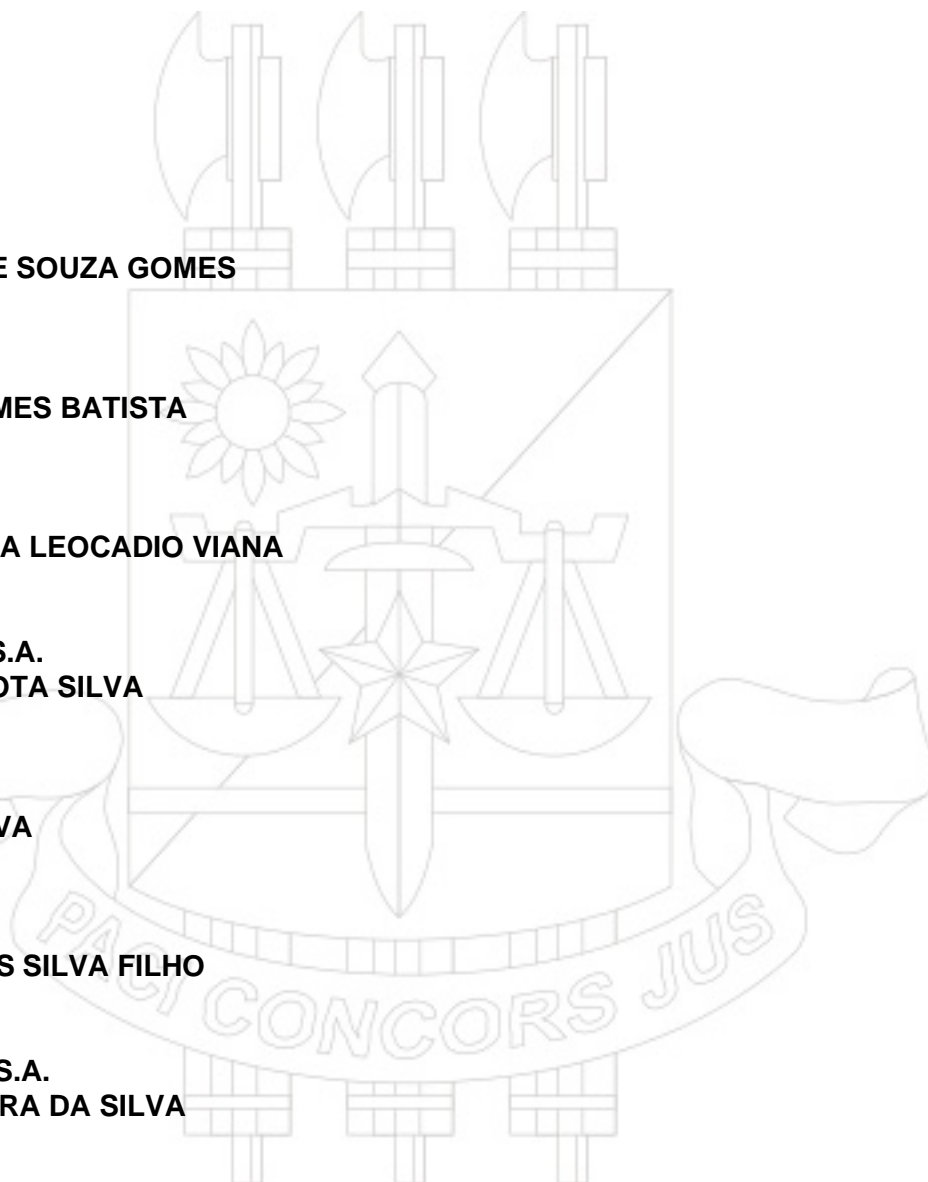 E SOUZA GOMES
MES BATISTA
A LEOCADIO VIANA
S.A.
OTA SILVA
VA
S SILVA FILHO
S.A.
RA DA SILVA
PACI CONCORS JUS